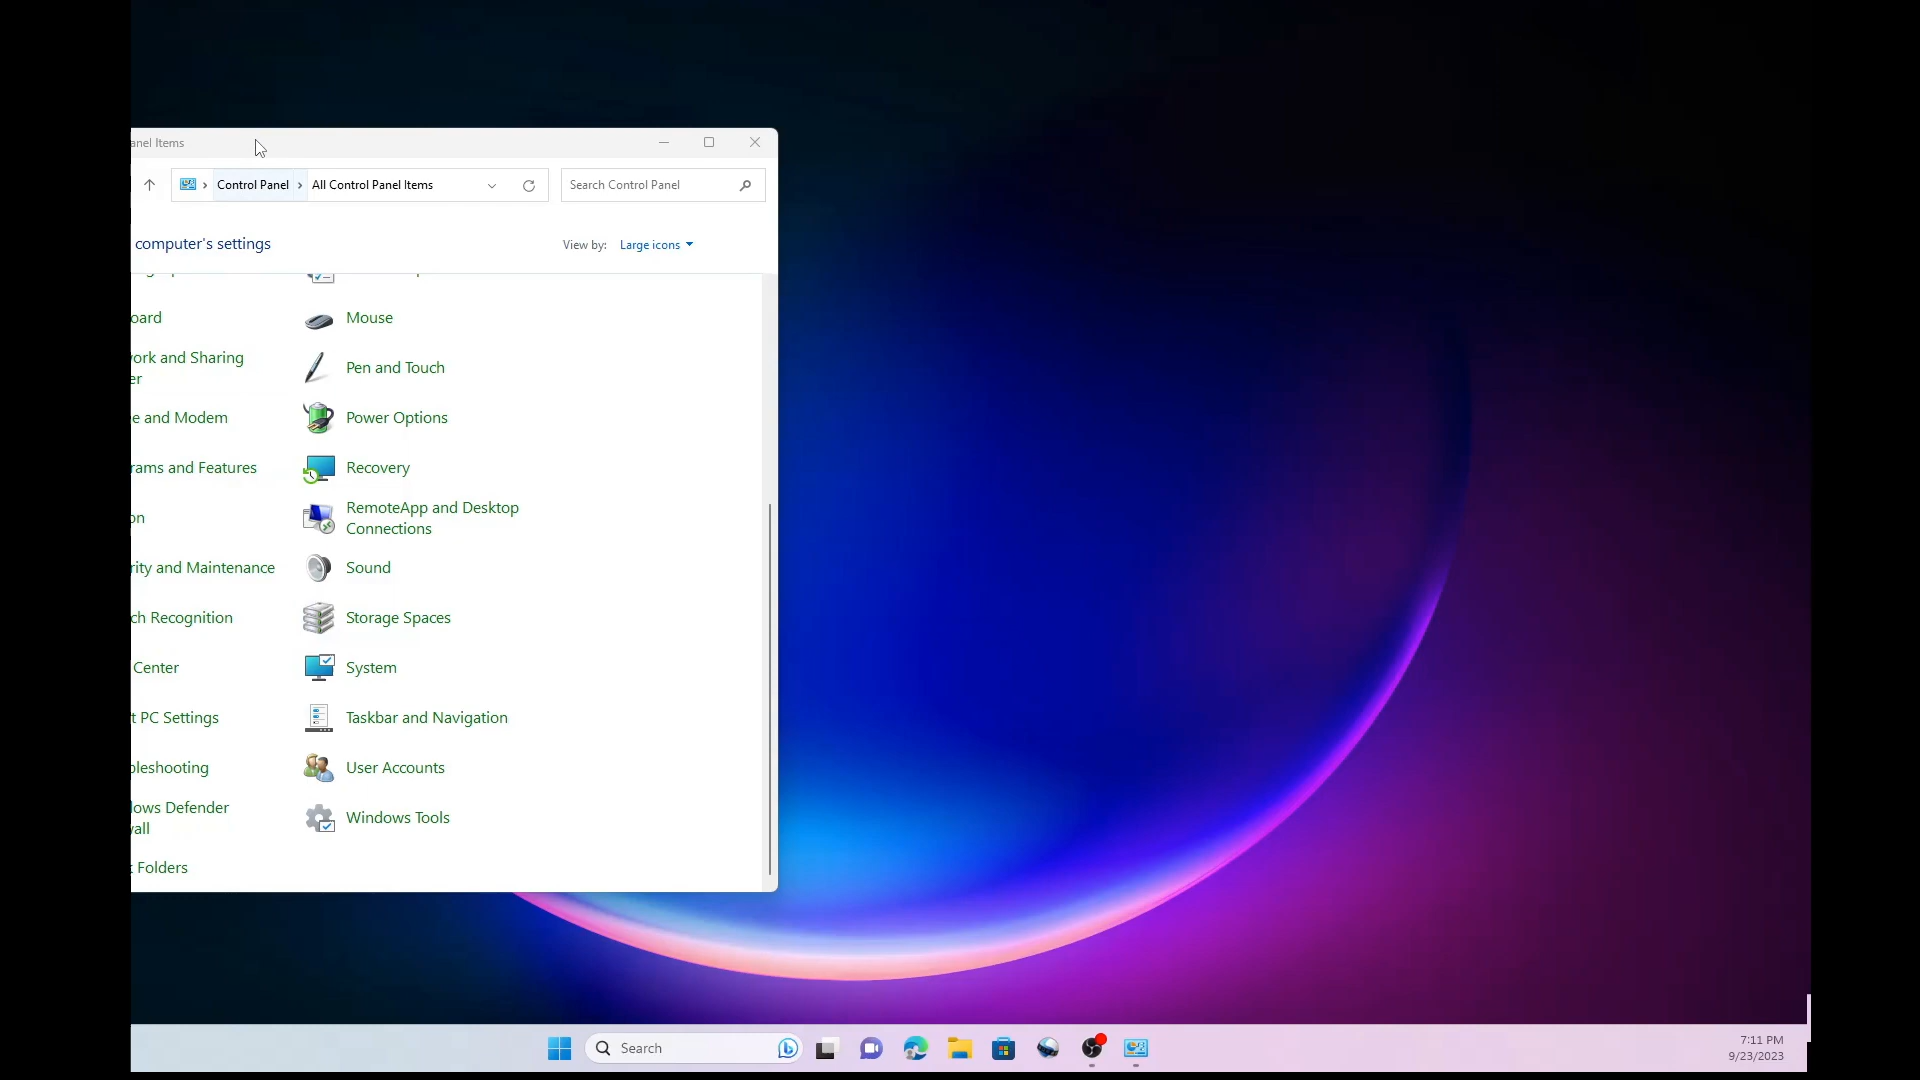 anel Items
Control Panel > All Control Panel Items
Search Control Panel
computer's settings
View by: Large icons
oard
Mouse
ork and Sharing
er
Pen and Touch
e and Modem
Power Options
rams and Features
Recovery
on
RemoteApp and Desktop
Connections
rity and Maintenance
Sound
ch Recognition
Storage Spaces
Center
System
t PC Settings
Taskbar and Navigation
bleshooting
User Accounts
lows Defender
vall
Windows Tools
Folders
Search
7:11 PM
9/23/2023